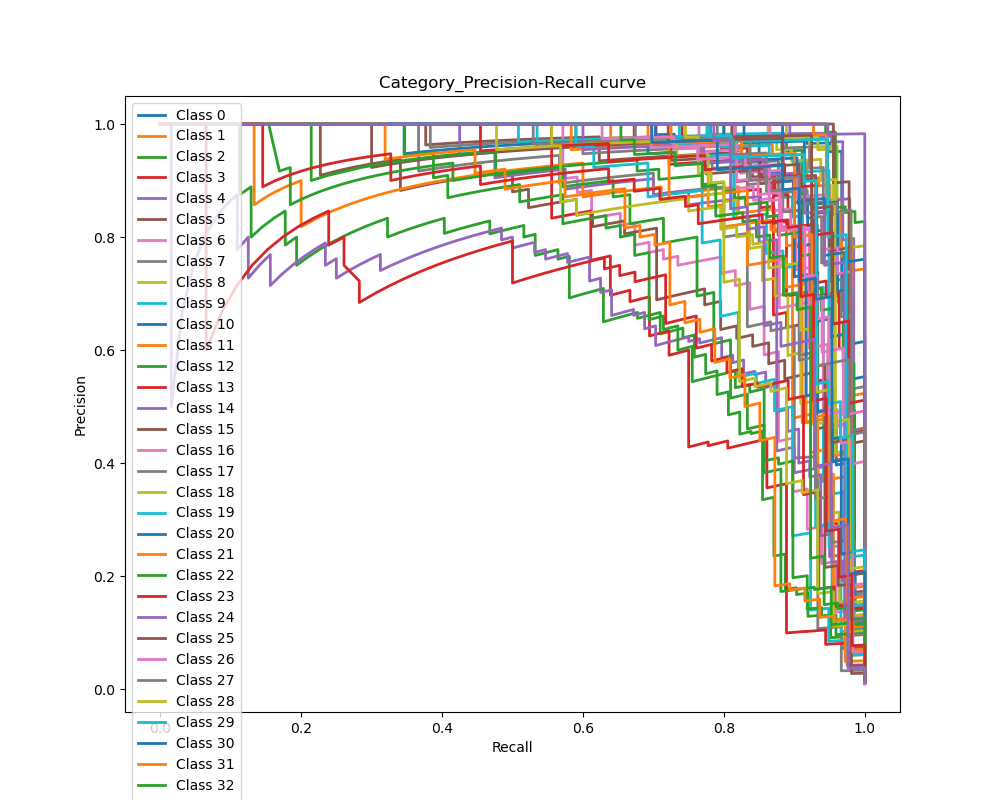 Category_Precision-Recall curve
1.0
0.8
0.6
0.4
0.2
0.0
Precision
0.0
0.2
0.4
0.6
0.8
1.0
Recall
Class 0
Class 1
Class 2
Class 3
Class 4
Class 5
Class 6
Class 7
Class 8
Class 9
Class 10
Class 11
Class 12
Class 13
Class 14
Class 15
Class 16
Class 17
Class 18
Class 19
Class 20
Class 21
Class 22
Class 23
Class 24
Class 25
Class 26
Class 27
Class 28
Class 29
Class 30
Class 31
Class 32